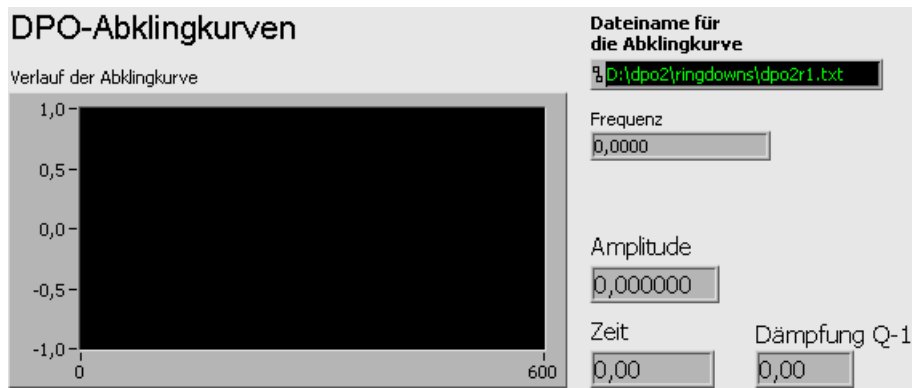 DPO-Abklingkurven
Verlauf der Abklingkurve
1,0
0,5
0,0
-0,5
-1,0
0
600
Dateiname für
die Abklingkurve
D:\dpo2\ringdowns\dpo2r1.txt
Frequenz
0,0000
Amplitude
0,000000
Zeit
0,00
Dämpfung Q-1
0,00